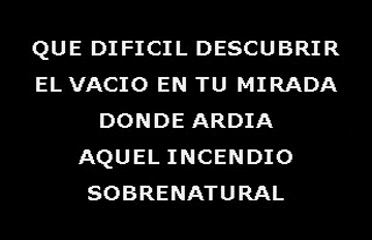 QUE DIFICIL DESCUBRIR
EL VACIO EN TU MIRADA
DONDE ARDIA
AQUEL INCENDIO
SOBRENATURAL